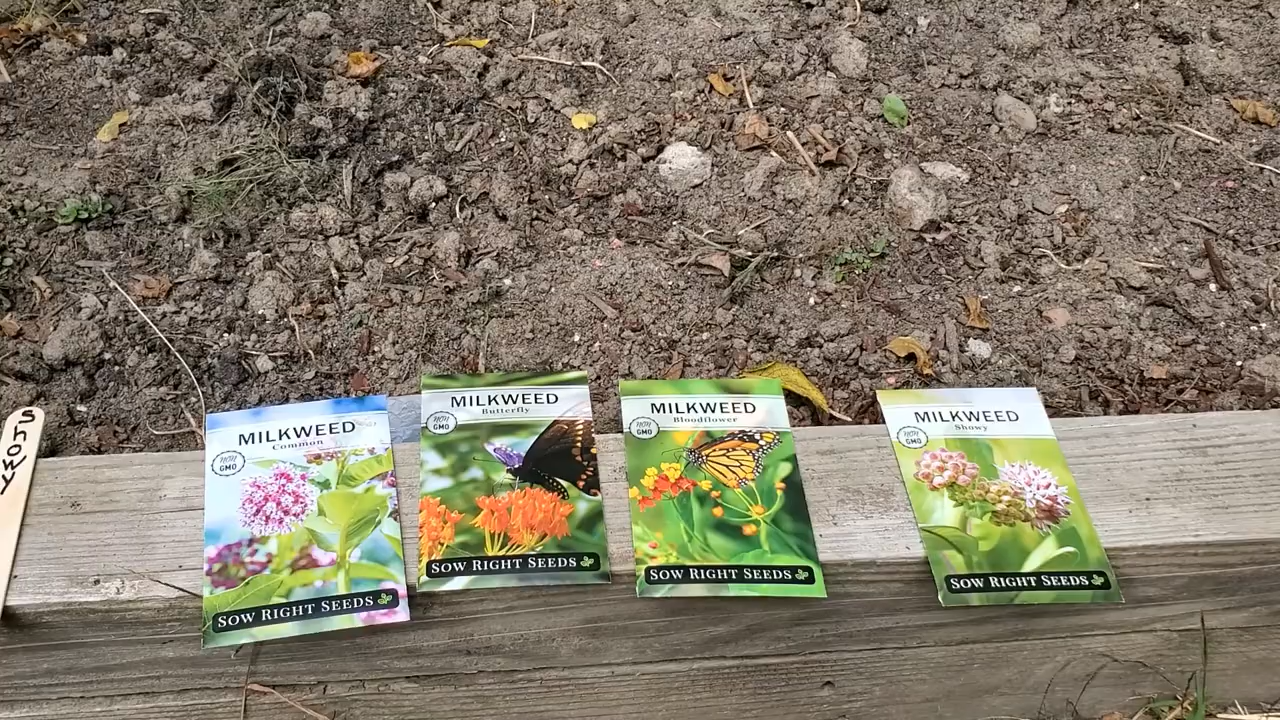 SHOWY
MILKWEED
Common
non
GMO
SOW RIGHT SEEDS
MILKWEED
Butterfly
non
GMO
SOW RIGHT SEEDS
MILKWEED
Bloodflower
non
GMO
SOW RIGHT SEEDS
MILKWEED
Showy
non
GMO
SOW RIGHT SEEDS